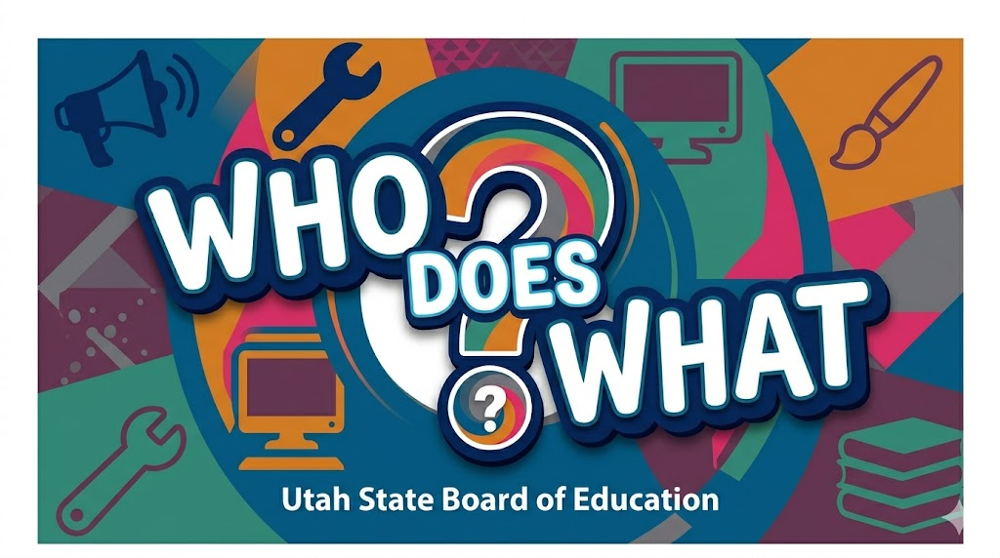 WHO
DOES
WHAT
?
Utah State Board of Education